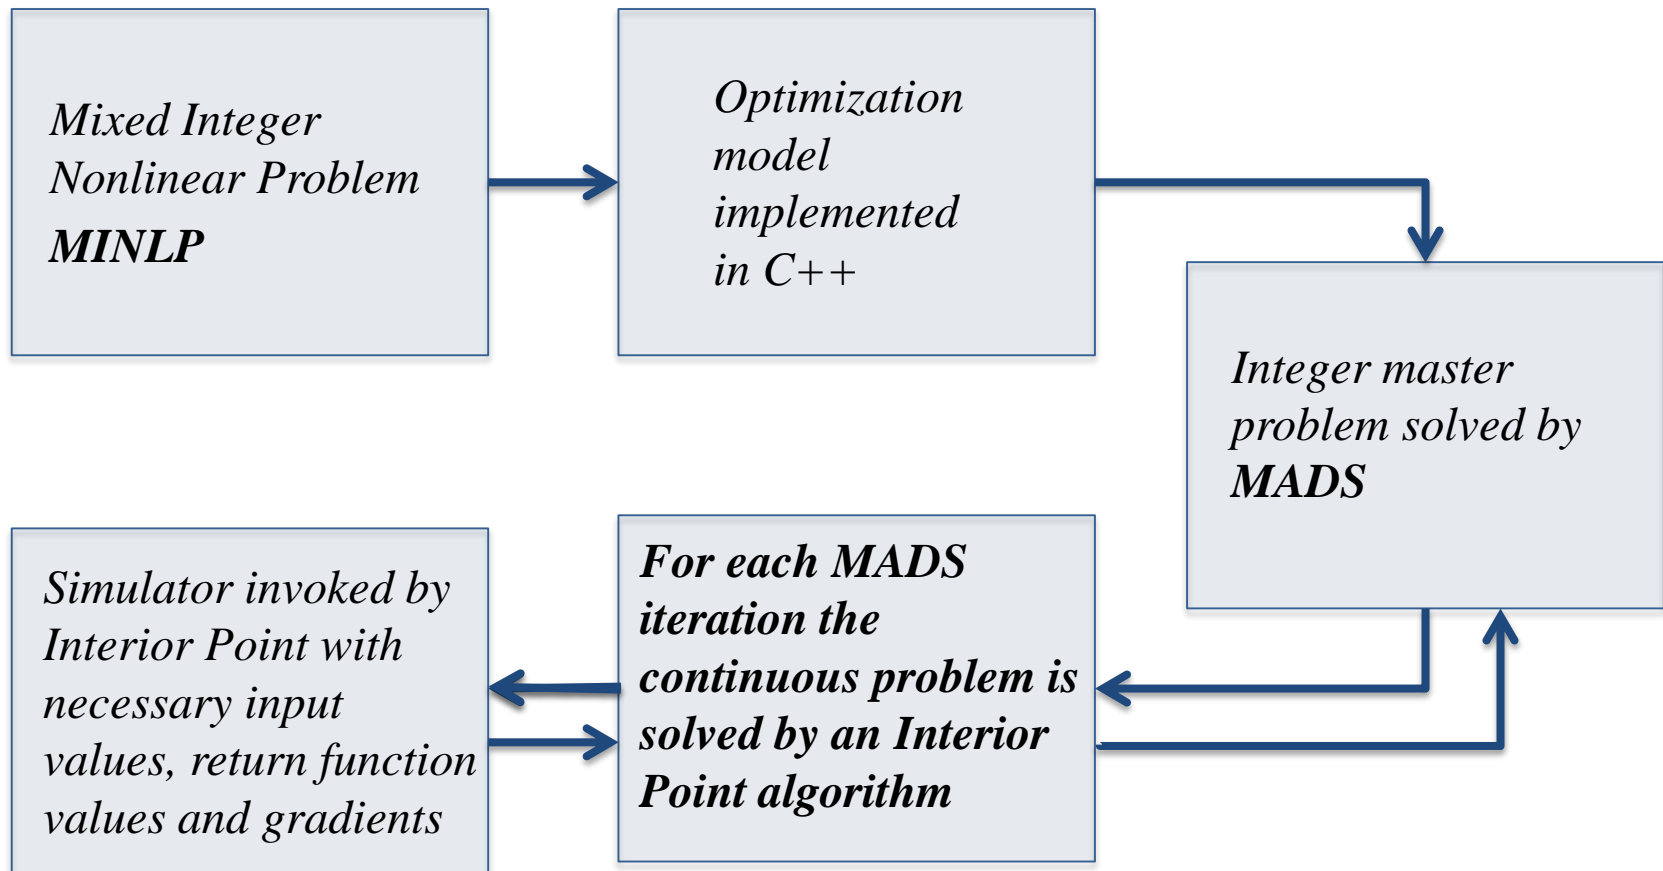 Mixed Integer
Nonlinear Problem
MINLP
Optimization
model
implemented
in C++
Integer master
problem solved by
MADS
For each MADS
iteration the
continuous problem is
solved by an Interior
Point algorithm
Simulator invoked by
Interior Point with
necessary input
values, return function
values and gradients